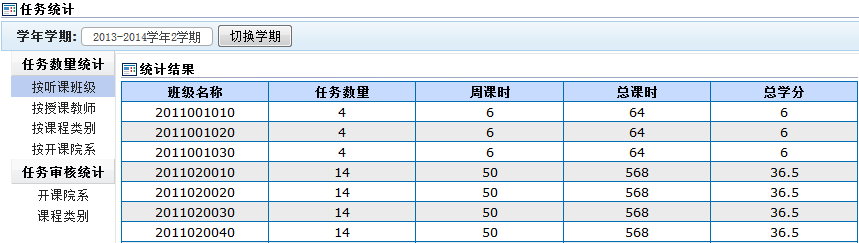 任务统计
学年学期: 2013-2014学年2学期 切换学期
任务数量统计
按听课班级
按授课教师
按课程类别
按开课院系
任务审核统计
开课院系
课程类别
统计结果
班级名称 任务数量 周课时 总课时 总学分
2011001010 4 6 64 6
2011001020 4 6 64 6
2011001030 4 6 64 6
2011020010 14 50 568 36.5
2011020020 14 50 568 36.5
2011020030 14 50 568 36.5
2011020040 14 50 568 36.5